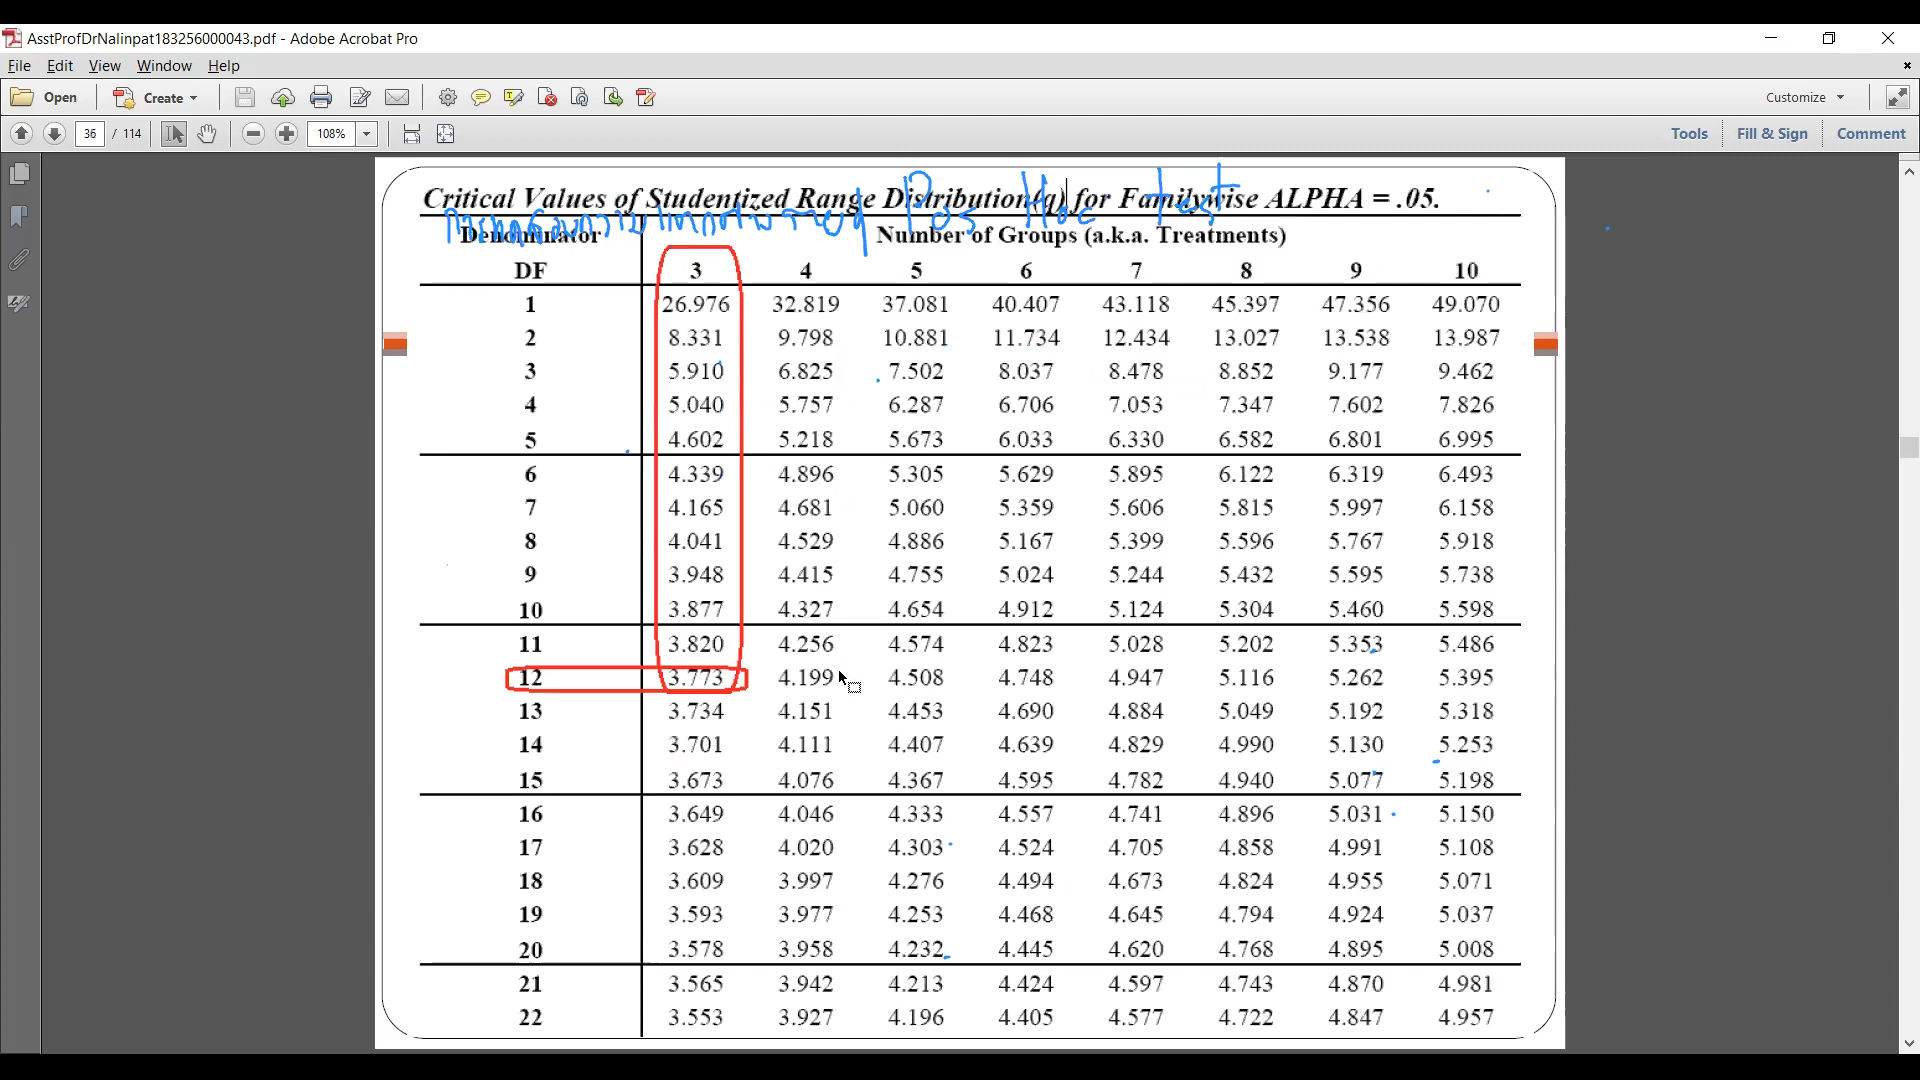 AsstProfDrNalinpat183256000043.pdf - Adobe Acrobat Pro
File Edit View Window Help
Open Create Customize
36 / 114 108% Tools Fill & Sign Comment
Critical Values of Studentized Range Distribution(q) for Familywise ALPHA = .05.
Pos Hoc test
Denominator Number of Groups (a.k.a. Treatments)
DF 3 4 5 6 7 8 9 10
1 26.976 32.819 37.081 40.407 43.118 45.397 47.356 49.070
2 8.331 9.798 10.881 11.734 12.434 13.027 13.538 13.987
3 5.910 6.825 7.502 8.037 8.478 8.852 9.177 9.462
4 5.040 5.757 6.287 6.706 7.053 7.347 7.602 7.826
5 4.602 5.218 5.673 6.033 6.330 6.582 6.801 6.995
6 4.339 4.896 5.305 5.629 5.895 6.122 6.319 6.493
7 4.165 4.681 5.060 5.359 5.606 5.815 5.997 6.158
8 4.041 4.529 4.886 5.167 5.399 5.596 5.767 5.918
9 3.948 4.415 4.755 5.024 5.244 5.432 5.595 5.738
10 3.877 4.327 4.654 4.912 5.124 5.304 5.460 5.598
11 3.820 4.256 4.574 4.823 5.028 5.202 5.353 5.486
12 3.773 4.199 4.508 4.748 4.947 5.116 5.262 5.395
13 3.734 4.151 4.453 4.690 4.884 5.049 5.192 5.318
14 3.701 4.111 4.407 4.639 4.829 4.990 5.130 5.253
15 3.673 4.076 4.367 4.595 4.782 4.940 5.077 5.198
16 3.649 4.046 4.333 4.557 4.741 4.896 5.031 5.150
17 3.628 4.020 4.303 4.524 4.705 4.858 4.991 5.108
18 3.609 3.997 4.276 4.494 4.673 4.824 4.955 5.071
19 3.593 3.977 4.253 4.468 4.645 4.794 4.924 5.037
20 3.578 3.958 4.232 4.445 4.620 4.768 4.895 5.008
21 3.565 3.942 4.213 4.424 4.597 4.743 4.870 4.981
22 3.553 3.927 4.196 4.405 4.577 4.722 4.847 4.957